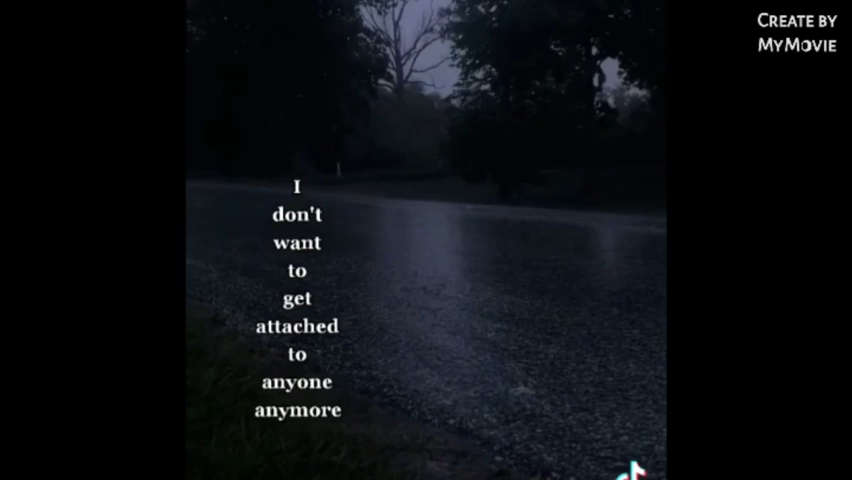 CREATE BY
MYMOVIE
I
don't
want
to
get
attached
to
anyone
anymore